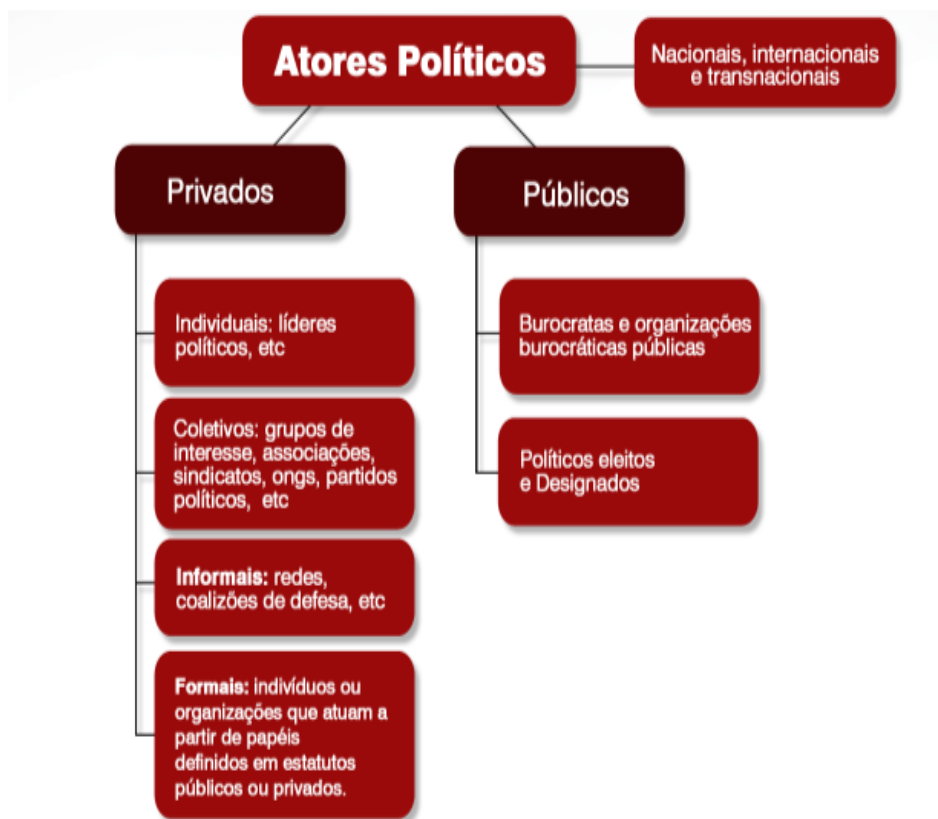 Atores Políticos
Nacionais, internacionais
e transnacionais
Privados
Públicos
Individuais: líderes
políticos, etc
Coletivos: grupos de
interesse, associações,
sindicatos, ongs, partidos
políticos, etc
Informais: redes,
coalizões de defesa, etc
Formais: indivíduos ou
organizações que atuam a
partir de papéis
definidos em estatutos
públicos ou privados.
Burocratas e organizações
burocráticas públicas
Políticos eleitos
e Designados